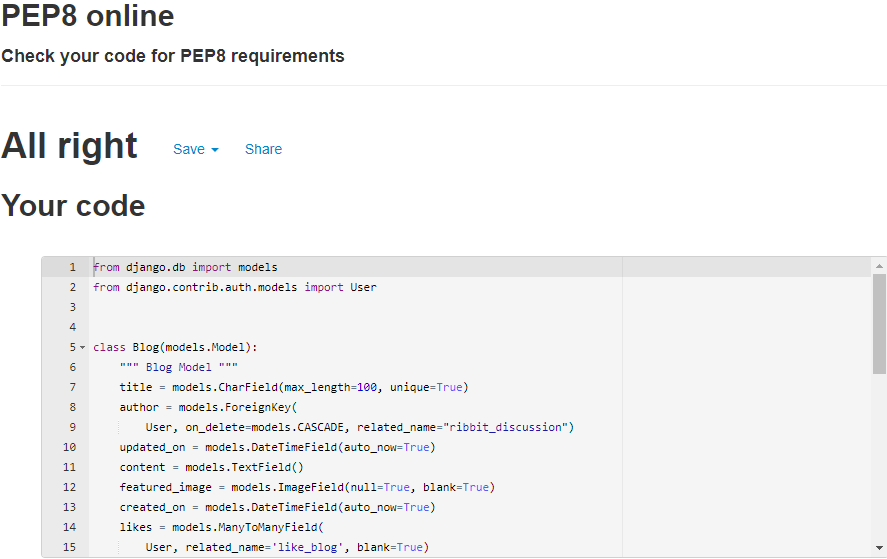 PEP8 online
Check your code for PEP8 requirements
All right Save Share
Your code
1 from django.db import models
2 from django.contrib.auth.models import User
3
4
5 class Blog(models.Model):
6     """ Blog Model """
7     title = models.CharField(max_length=100, unique=True)
8     author = models.ForeignKey(
9         User, on_delete=models.CASCADE, related_name="ribbit_discussion")
10     updated_on = models.DateTimeField(auto_now=True)
11     content = models.TextField()
12     featured_image = models.ImageField(null=True, blank=True)
13     created_on = models.DateTimeField(auto_now=True)
14     likes = models.ManyToManyField(
15         User, related_name='like_blog', blank=True)